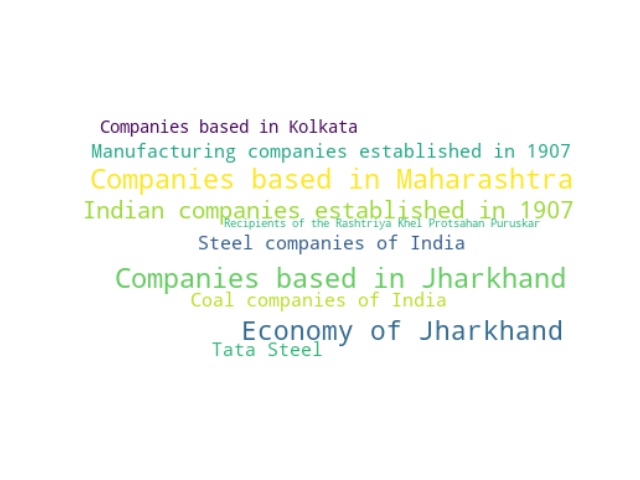 Companies based in Kolkata
Manufacturing companies established in 1907
Companies based in Maharashtra
Indian companies established in 1907
Recipients of the Rashtriya Khel Protsahan Puruskar
Steel companies of India
Companies based in Jharkhand
Coal companies of India
Economy of Jharkhand
Tata Steel